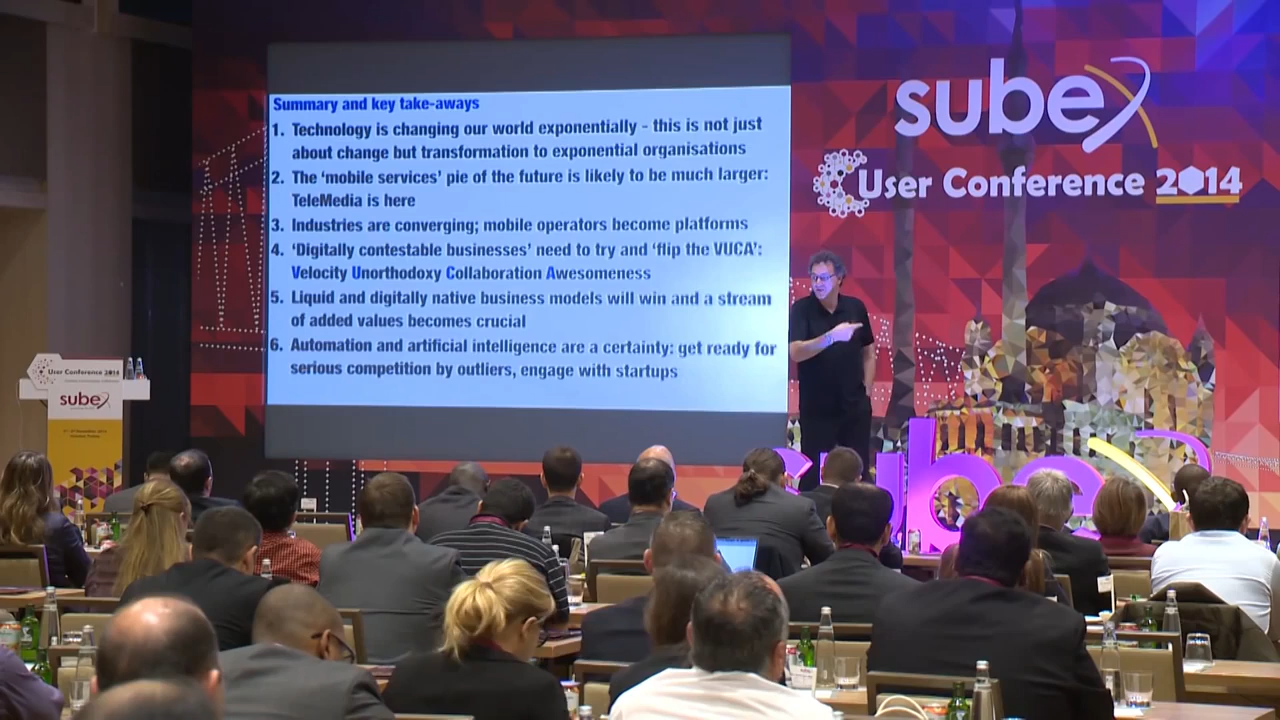 Summary and key take-aways
1. Technology is changing our world exponentially - this is not just
about change but transformation to exponential organisations
2. The 'mobile services' pie of the future is likely to be much larger:
TeleMedia is here
3. Industries are converging; mobile operators become platforms
4. 'Digitally contestable businesses' need to try and 'flip the VUCA':
Velocity Unorthodoxy Collaboration Awesomeness
5. Liquid and digitally native business models will win and a stream
of added values becomes crucial
6. Automation and artificial intelligence are a certainty: get ready for
serious competition by outliers, engage with startups
subex
User Conference 2014
User Conference 2014
subex
subex